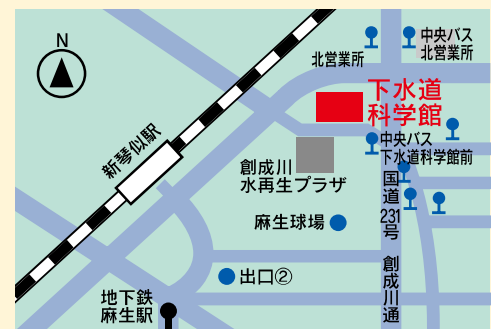 N
中央バス
北営業所
北営業所
下水道
科学館
新琴似駅
中央バス
下水道科学館前
創成川
水再生プラザ
国道231号
麻生球場
創成川通
出口②
地下鉄
麻生駅